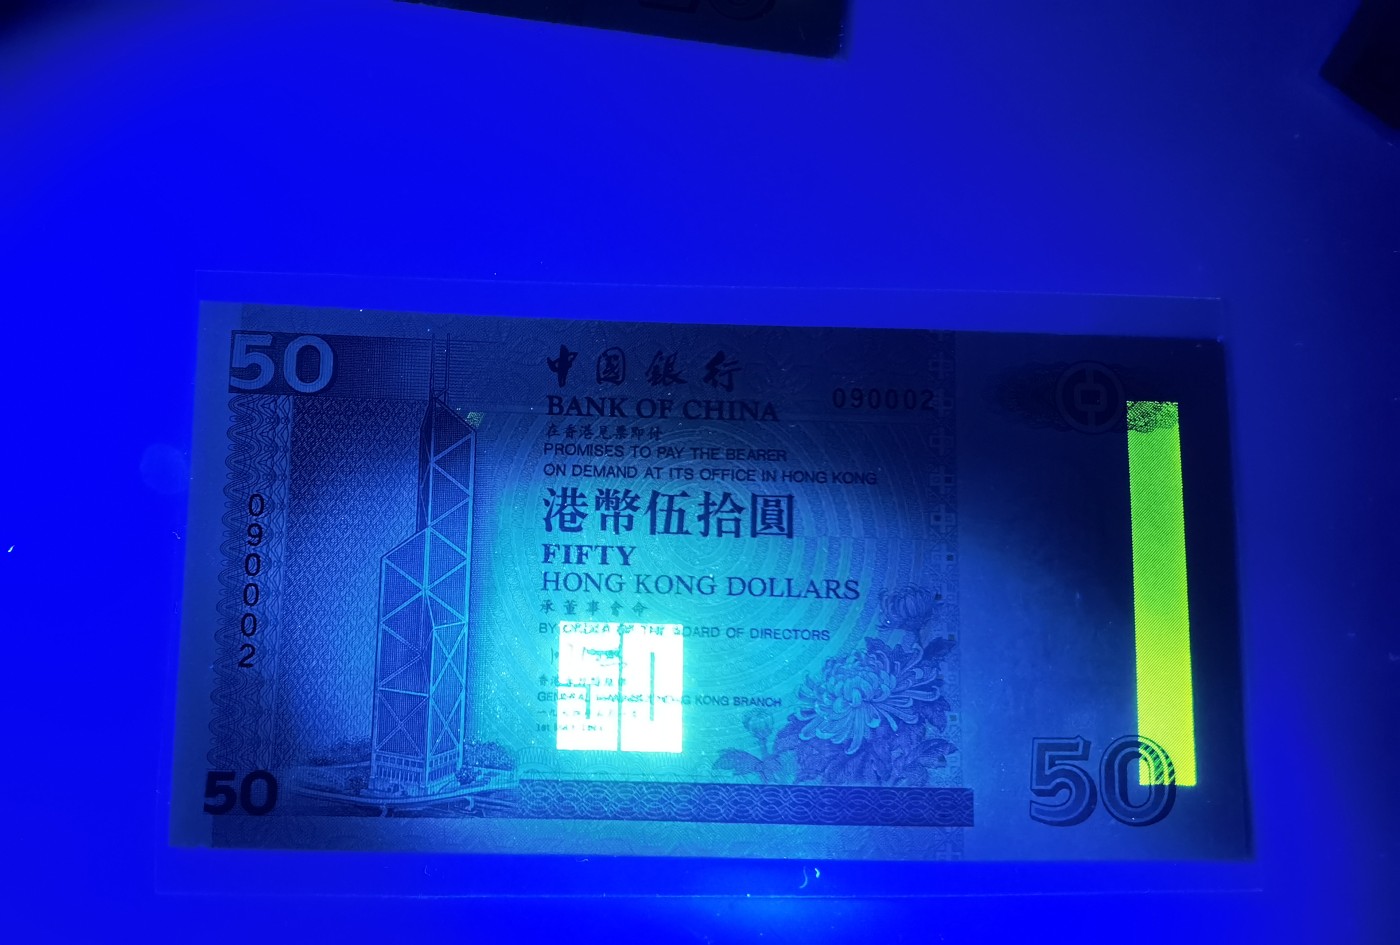 50
中國銀行
BANK OF CHINA
090002
在香港見票即付
PROMISES TO PAY THE BEARER
ON DEMAND AT ITS OFFICE IN HONG KONG
港幣伍拾圓
FIFTY
HONG KONG DOLLARS
承董事會命
BY ORDER OF THE BOARD OF DIRECTORS
50
GENERAL HONG KONG BRANCH
090002
50
50